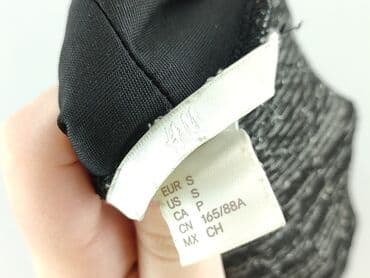 H&M
EUR S
US S
CA P
CN 165/88A
MX CH